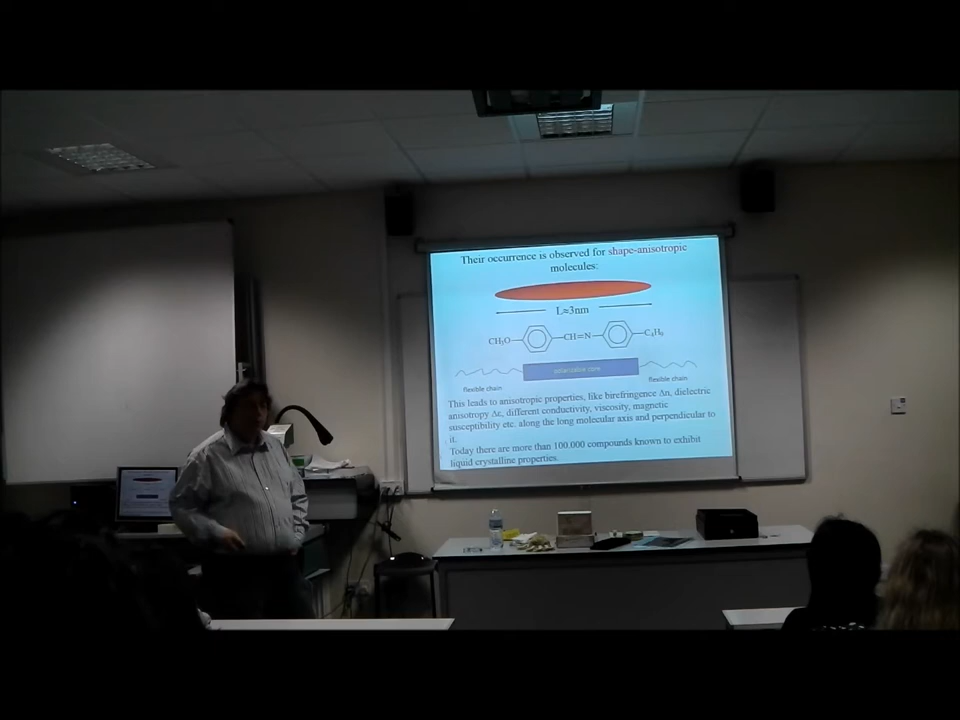 Their occurrence is observed for shape-anisotropic
molecules:
L≈3nm
CH₃O CH=N C₄H₉
flexible chain
flexible chain
This leads to anisotropic properties, like birefringence Δn, dielectric
anisotropy Δε, different conductivity, viscosity, magnetic
susceptibility etc. along the long molecular axis and perpendicular to
it.
Today there are more than 100.000 compounds known to exhibit
liquid crystalline properties.